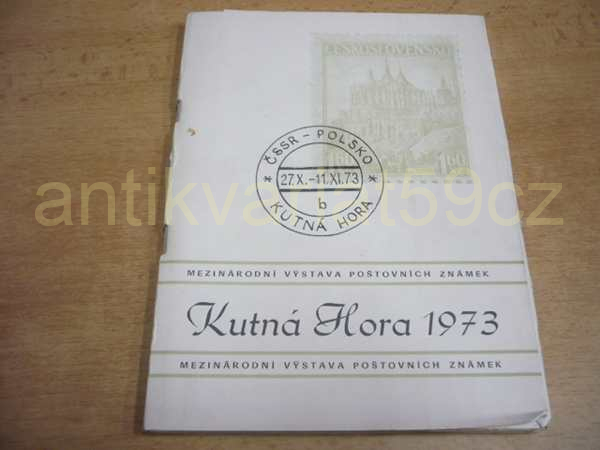 ČESKOSLOVENSKO
1.60 1.60
ČSSR – POLSKO
* 27.X.–11.XI.73 *
b
KUTNÁ HORA
antikvariat59cz
MEZINÁRODNÍ VÝSTAVA POŠTOVNÍCH ZNÁMEK
Kutná Hora 1973
MEZINÁRODNÍ VÝSTAVA POŠTOVNÍCH ZNÁMEK